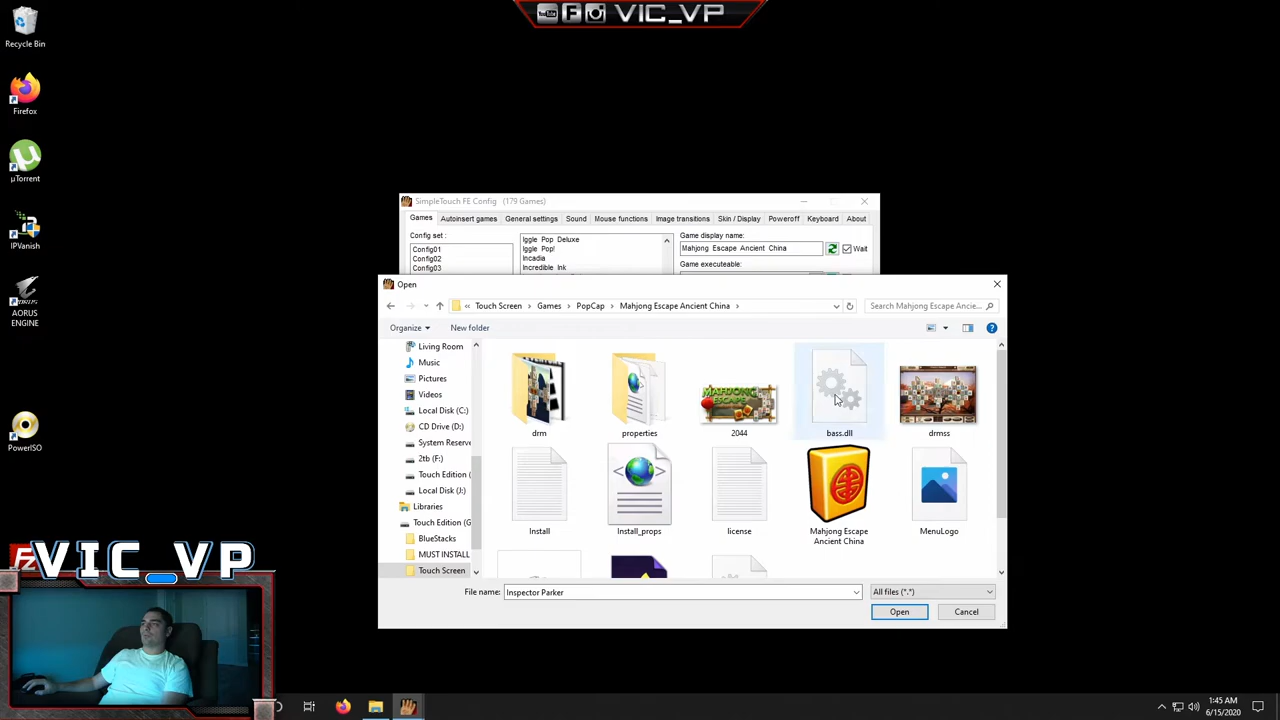 VIC_VP
Recycle Bin
Firefox
µTorrent
IPVanish
AORUS
ENGINE
PowerISO
SimpleTouch FE Config (179 Games)
Games
Autoinsert games
General settings
Sound
Mouse functions
Image transitions
Skin / Display
Poweroff
Keyboard
About
Config set :
Config01
Config02
Config03
Iggle Pop Deluxe
Iggle Pop!
Incadia
Incredible Ink
Game display name:
Mahjong Escape Ancient China
Wait
Game executeable:
Open
« Touch Screen > Games > PopCap > Mahjong Escape Ancient China >
Search Mahjong Escape Ancie...
Organize
New folder
Living Room
Music
Pictures
Videos
Local Disk (C:)
CD Drive (D:)
System Reserve
2tb (F:)
Touch Edition (
Local Disk (J:)
Libraries
Touch Edition (G
BlueStacks
MUST INSTALL
Touch Screen
drm
properties
2044
bass.dll
drmss
Install
Install_props
license
Mahjong Escape
Ancient China
MenuLogo
File name:
Inspector Parker
All files (*.*)
Open
Cancel
VIC_VP
1:45 AM
6/15/2020